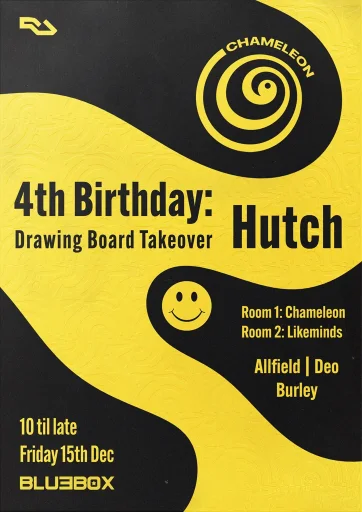 RA
CHAMELEON
4th Birthday:
Drawing Board Takeover
Hutch
Room 1: Chameleon
Room 2: Likeminds
Allfield | Deo
Burley
10 til late
Friday 15th Dec
BLUEBOX